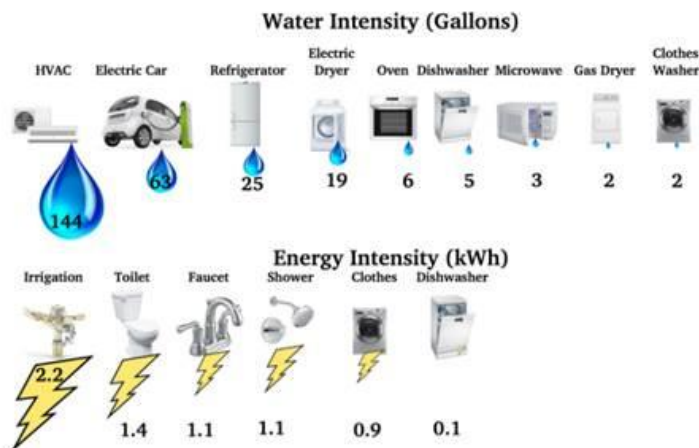 Water Intensity (Gallons)
HVAC Electric Car Refrigerator Electric Dryer Oven Dishwasher Microwave Gas Dryer Clothes Washer
144 63 25 19 6 5 3 2 2
Energy Intensity (kWh)
Irrigation Toilet Faucet Shower Clothes Dishwasher
2.2 1.4 1.1 1.1 0.9 0.1